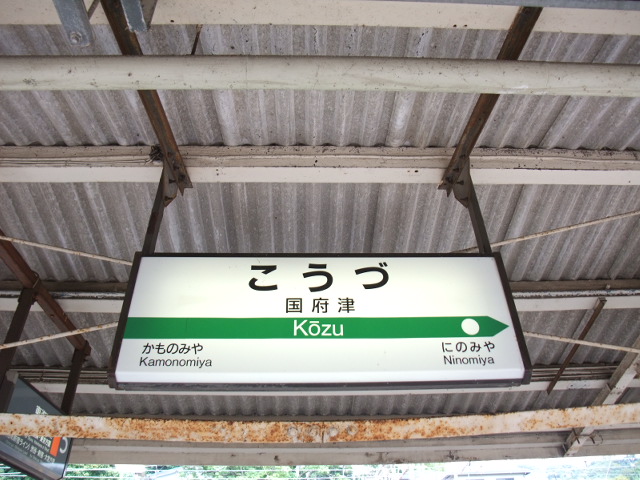 こうづ
国府津
Kōzu
かものみや
Kamonomiya
にのみや
Ninomiya